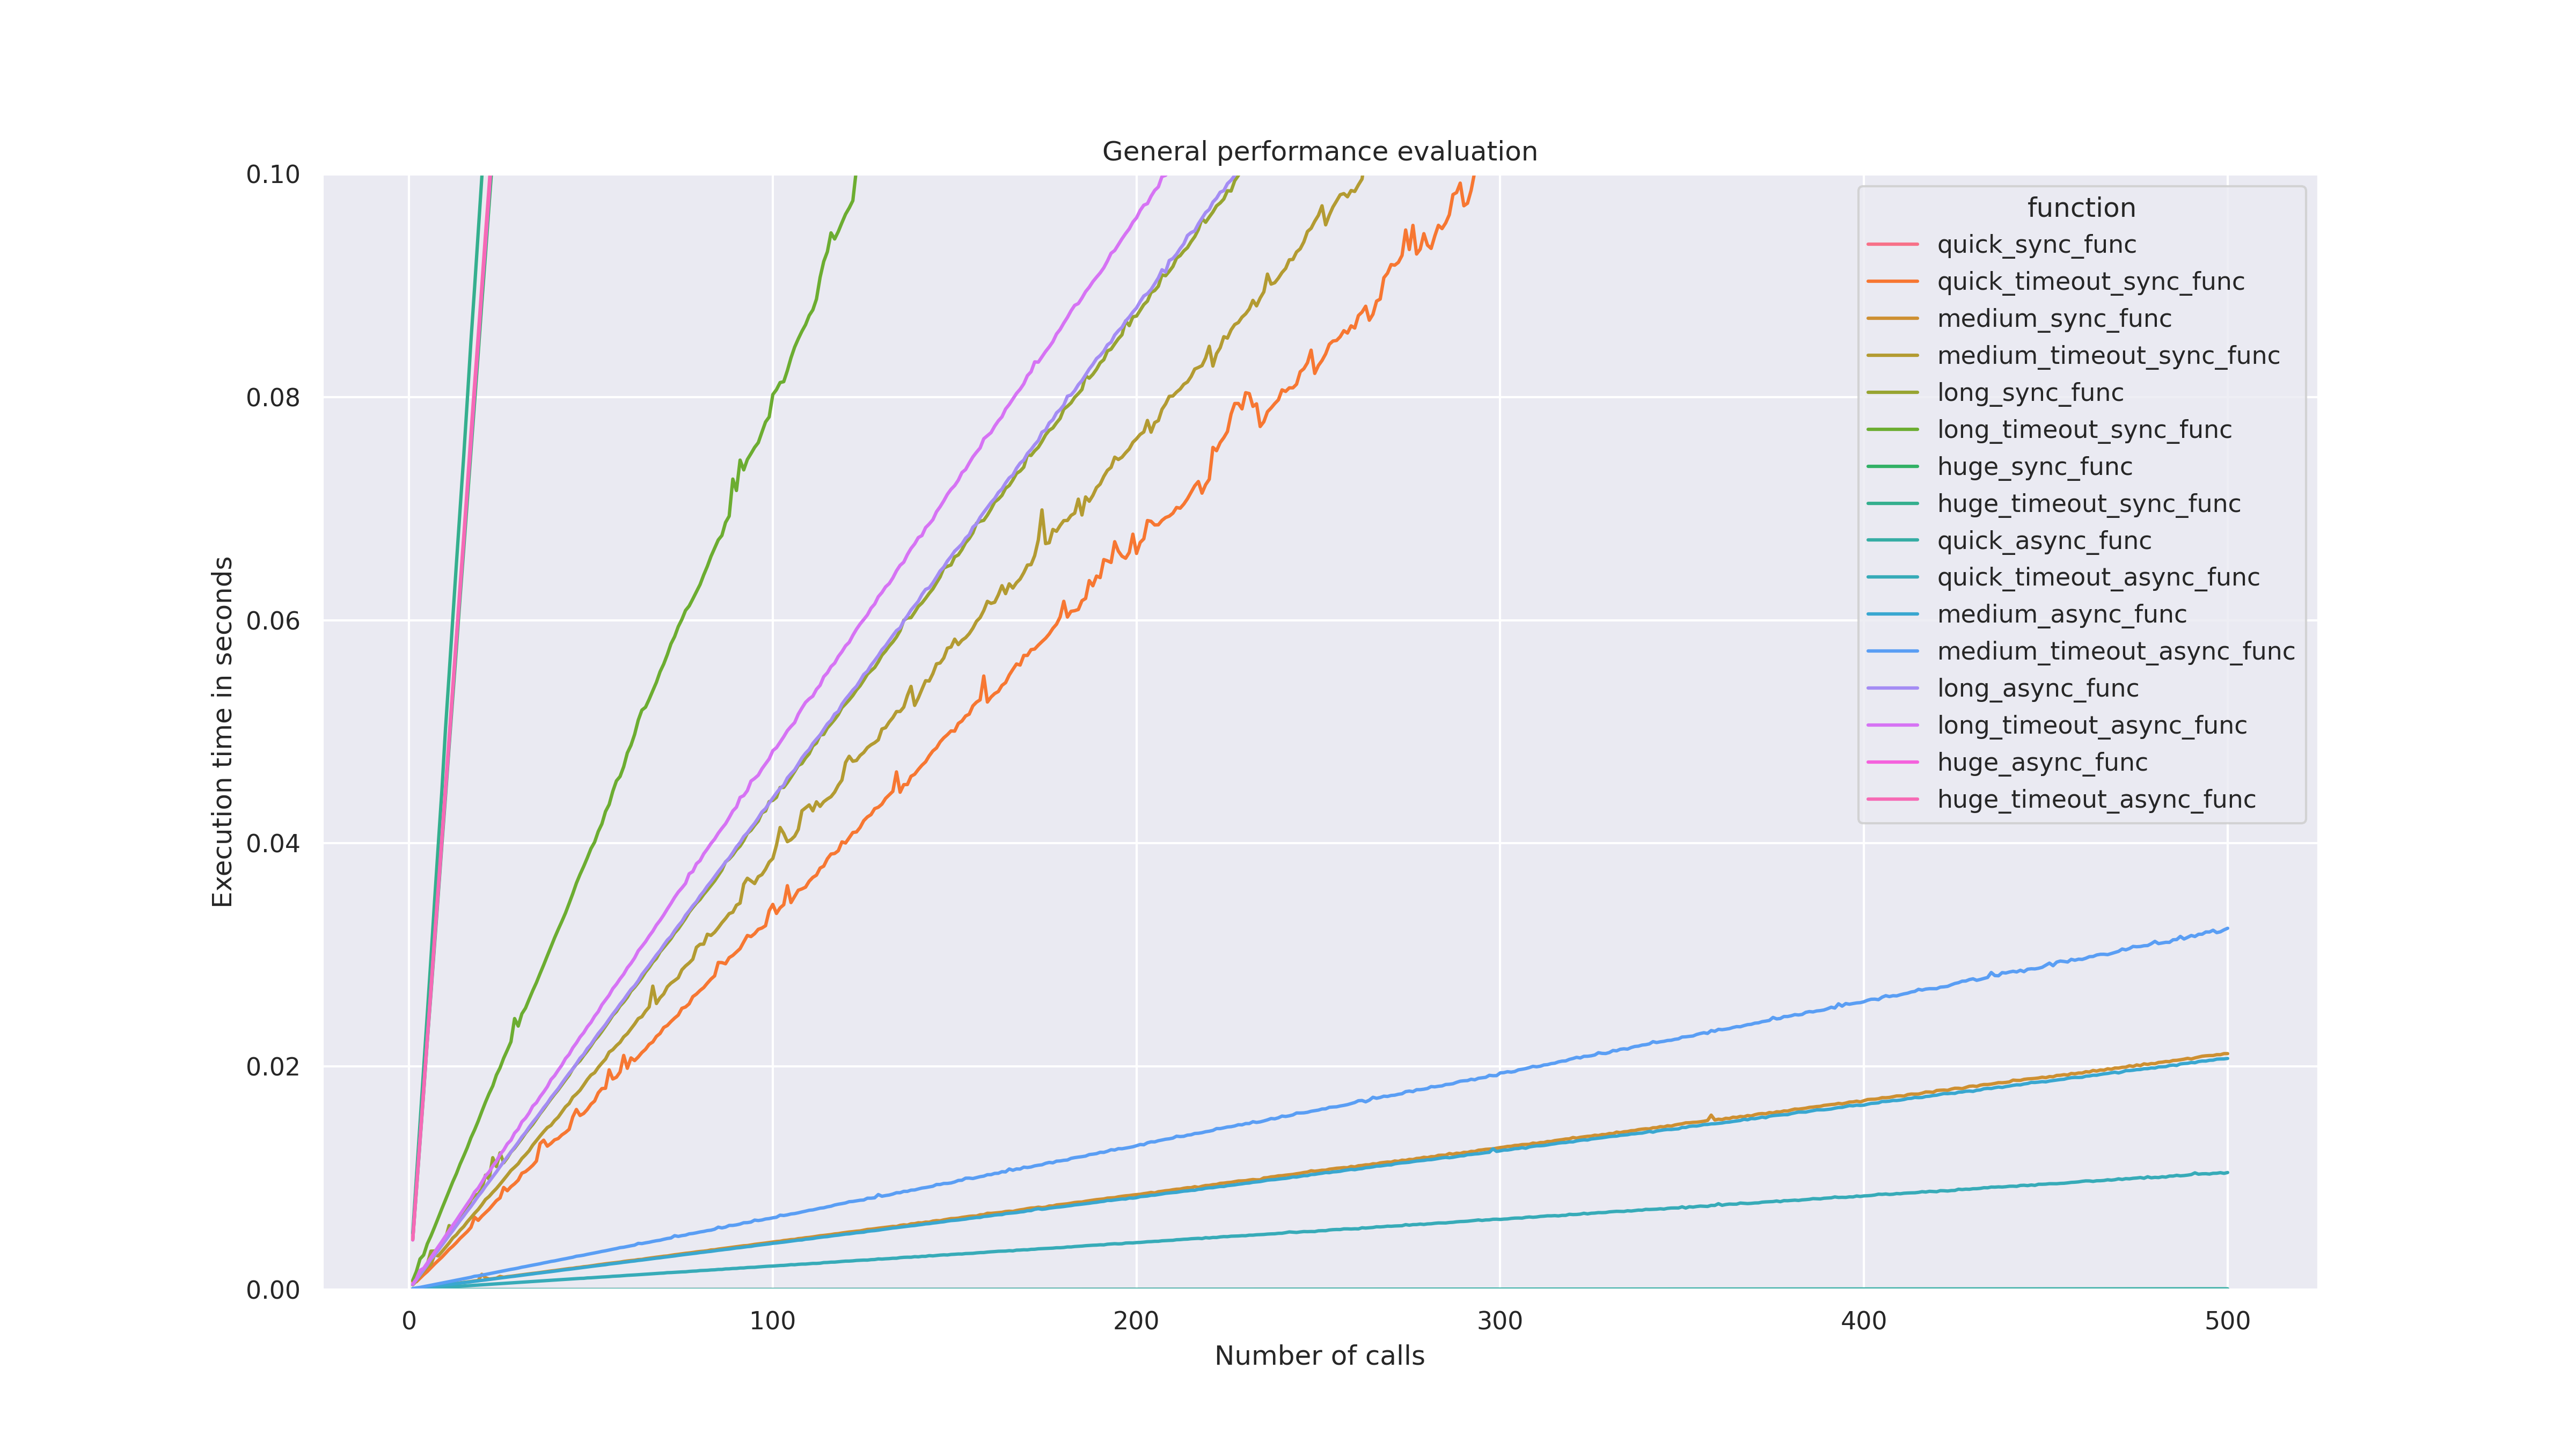 General performance evaluation
0.10
0.08
0.06
0.04
0.02
0.00
Execution time in seconds
0 100 200 300 400 500
Number of calls
function
quick_sync_func
quick_timeout_sync_func
medium_sync_func
medium_timeout_sync_func
long_sync_func
long_timeout_sync_func
huge_sync_func
huge_timeout_sync_func
quick_async_func
quick_timeout_async_func
medium_async_func
medium_timeout_async_func
long_async_func
long_timeout_async_func
huge_async_func
huge_timeout_async_func